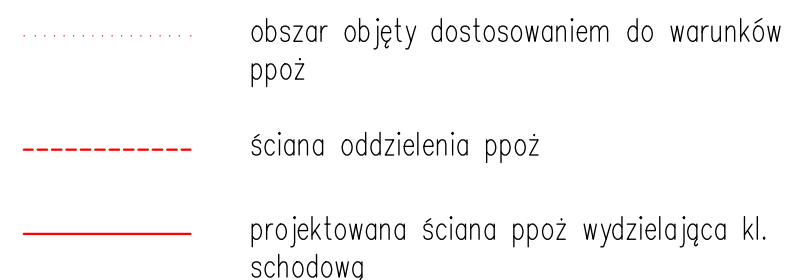 obszar objęty dostosowaniem do warunków
ppoż
ściana oddzielenia ppoż
projektowana ściana ppoż wydzielająca kl.
schodową